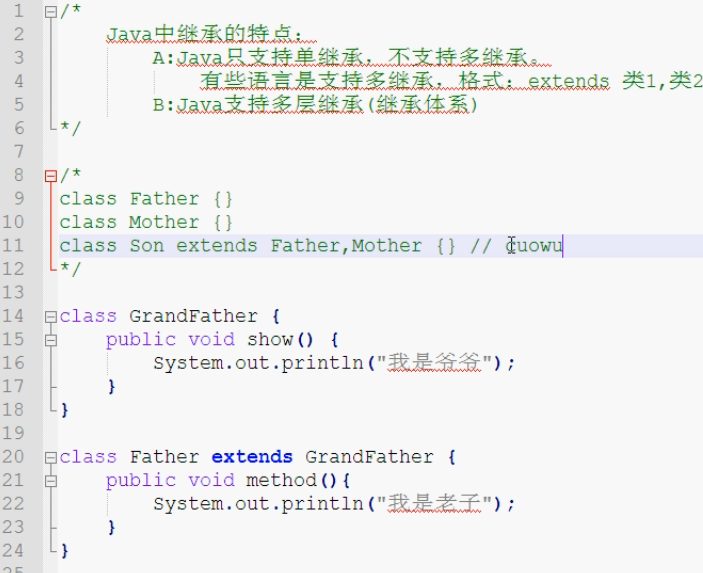 1 /*
2 Java中继承的特点：
3 A:Java只支持单继承，不支持多继承。
4 有些语言是支持多继承，格式：extends 类1,类2
5 B:Java支持多层继承(继承体系)
6 */
7
8 /*
9 class Father {}
10 class Mother {}
11 class Son extends Father,Mother {} // cuowu
12 */
13
14 class GrandFather {
15 public void show() {
16 System.out.println("我是爷爷");
17 }
18 }
19
20 class Father extends GrandFather {
21 public void method(){
22 System.out.println("我是老子");
23 }
24 }